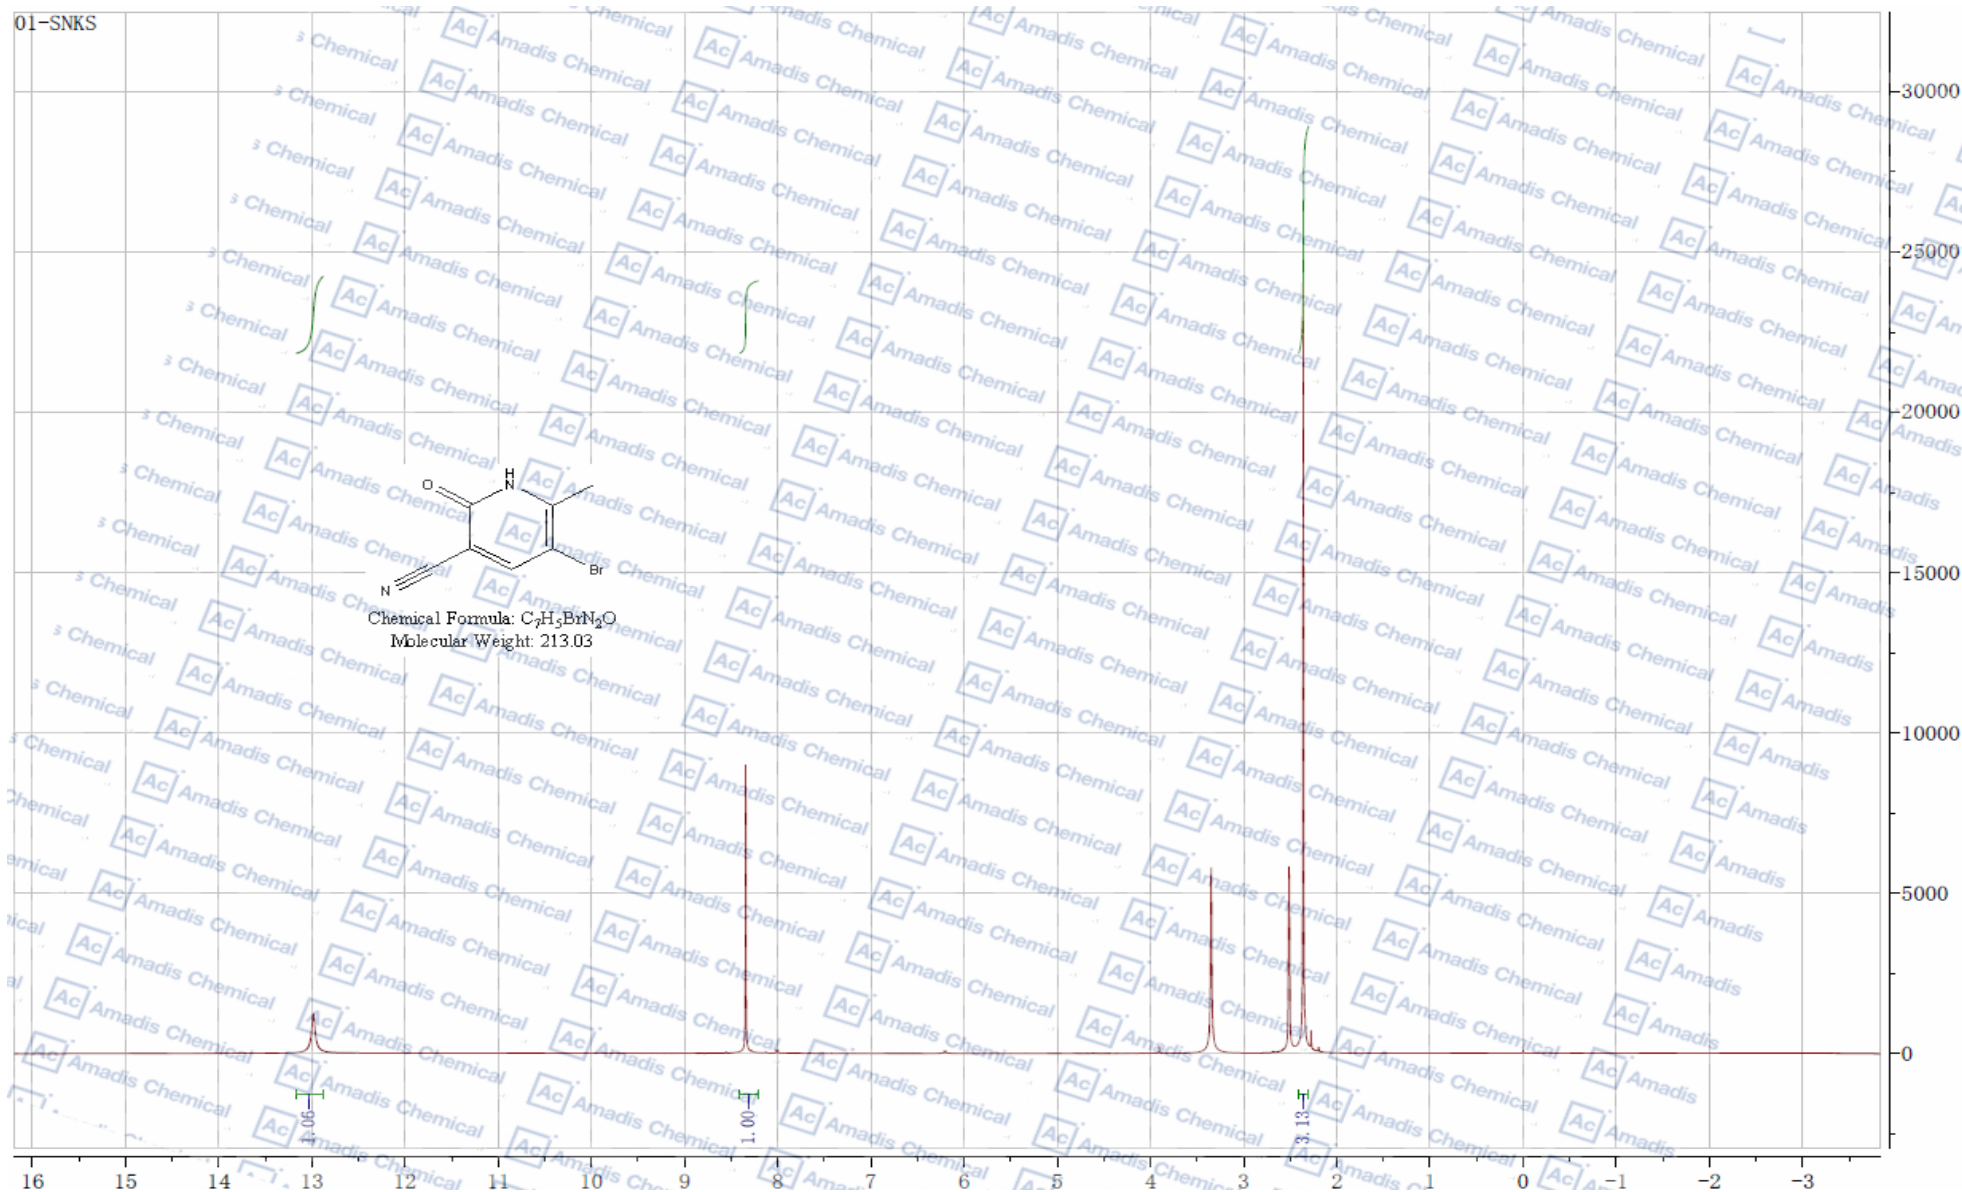 01-SNKS
Ac Amadis Chemical
30000
25000
20000
15000
10000
5000
0
O
H
N
Br
N
Chemical Formula: C₇H₅BrN₂O
Molecular Weight: 213.03
1.06
1.00
3.13
16 15 14 13 12 11 10 9 8 7 6 5 4 3 2 1 0 -1 -2 -3